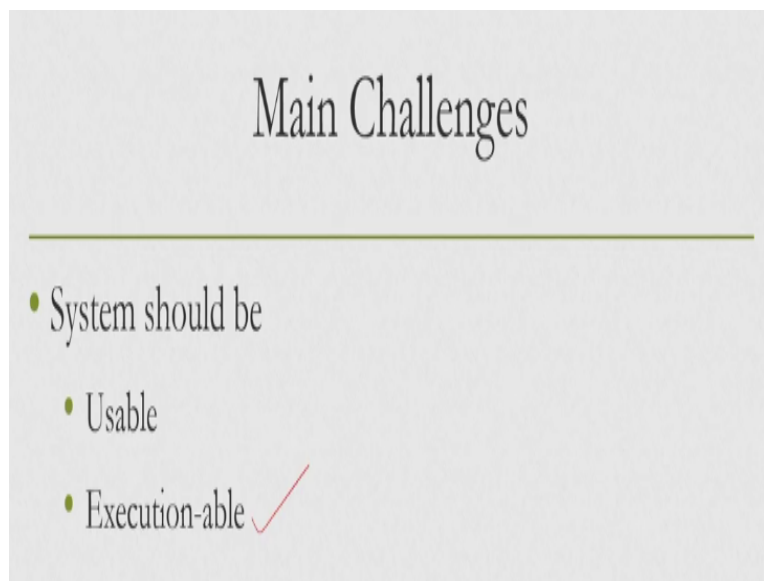 Main Challenges
System should be
Usable
Execution-able